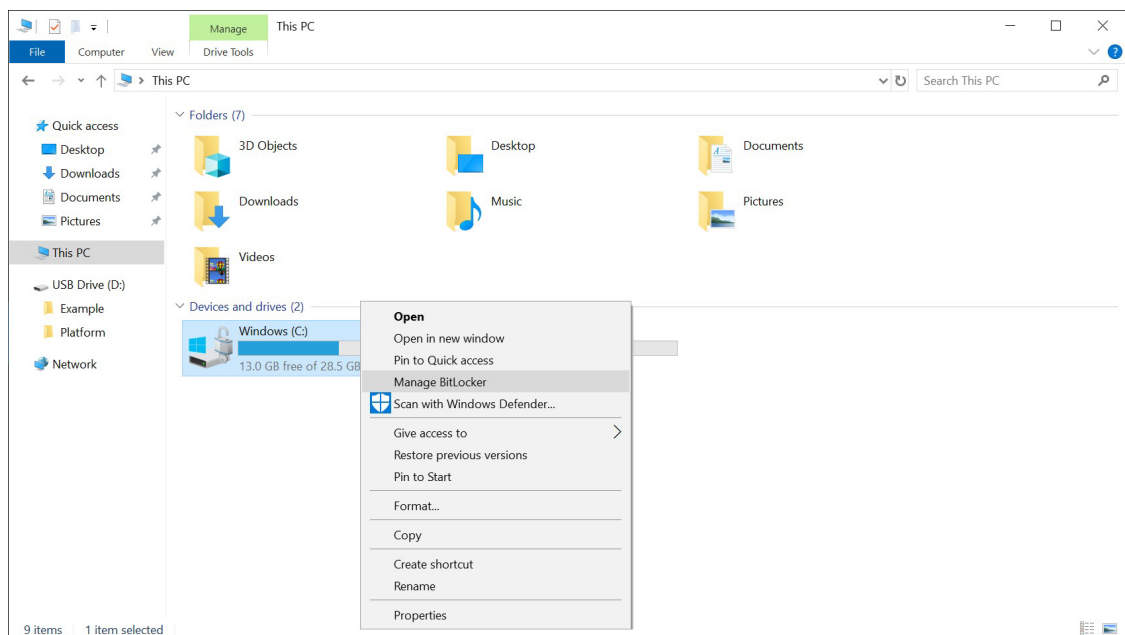 Manage
This PC
File
Computer
View
Drive Tools
This PC
Search This PC
Quick access
Desktop
Downloads
Documents
Pictures
This PC
USB Drive (D:)
Example
Platform
Network
Folders (7)
3D Objects
Desktop
Documents
Downloads
Music
Pictures
Videos
Devices and drives (2)
Windows (C:)
13.0 GB free of 28.5 GB
Open
Open in new window
Pin to Quick access
Manage BitLocker
Scan with Windows Defender...
Give access to
Restore previous versions
Pin to Start
Format...
Copy
Create shortcut
Rename
Properties
9 items
1 item selected